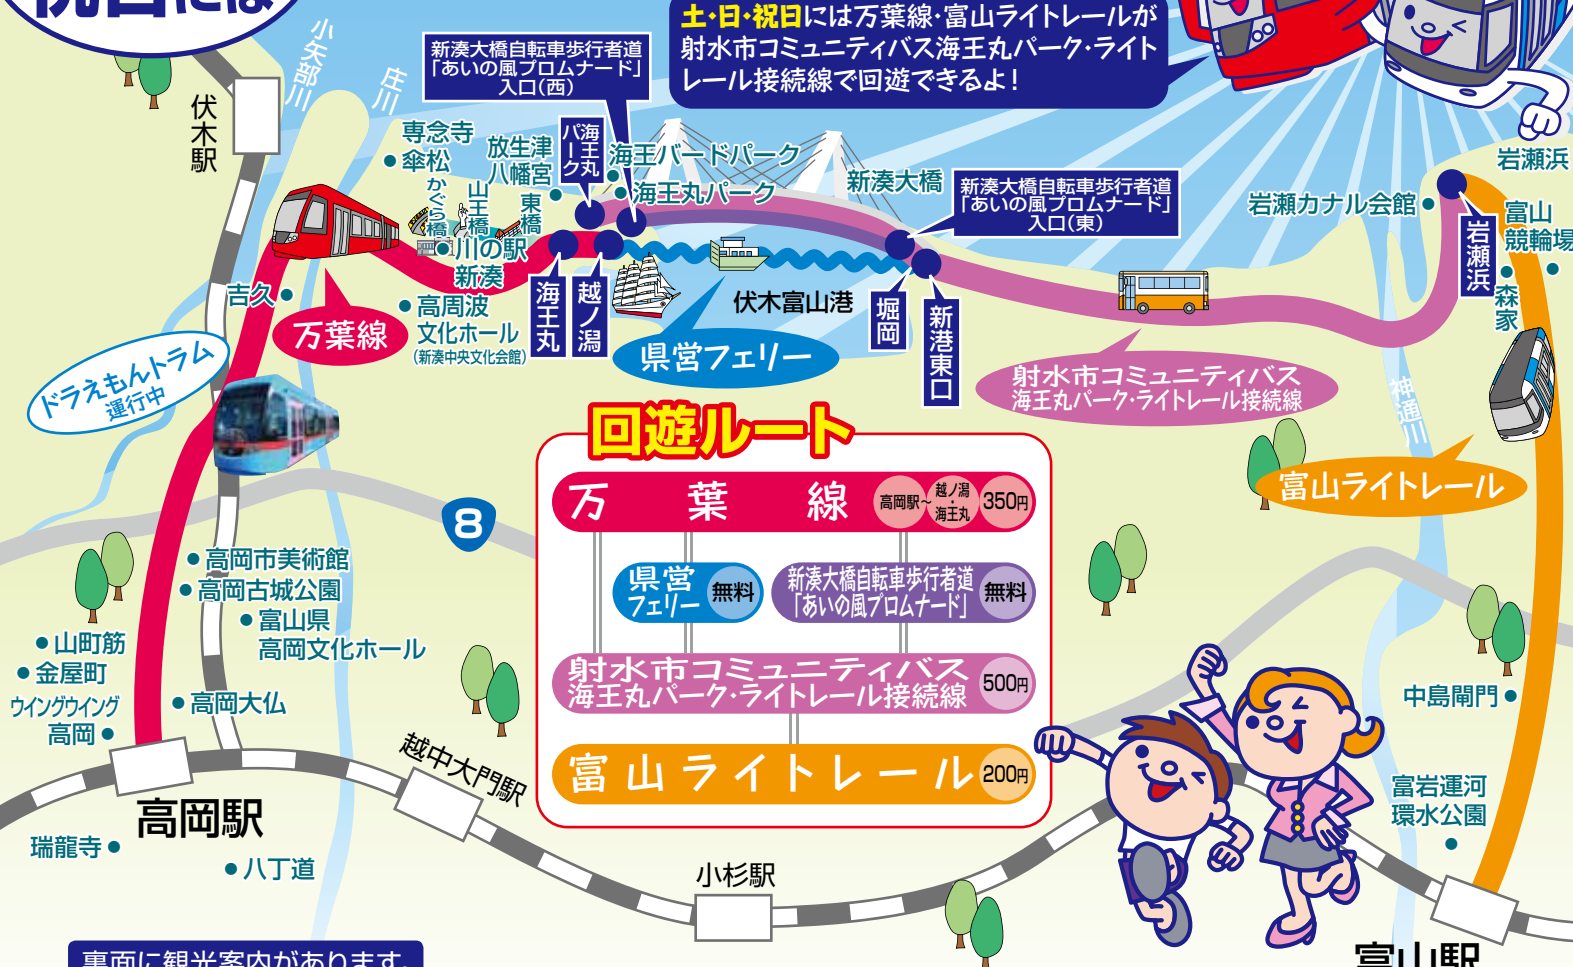 祝日には
土・日・祝日には万葉線・富山ライトレールが
射水市コミュニティバス海王丸パーク・ライト
レール接続線で回遊できるよ!
小矢部川
庄川
伏木駅
新湊大橋自転車歩行者道
「あいの風プロムナード」
入口(西)
専念寺
傘松
かぐら橋
山王橋
放生津
八幡宮
東橋
海王丸
パーク
海王バードパーク
海王丸パーク
新湊大橋
新湊大橋自転車歩行者道
「あいの風プロムナード」
入口(東)
岩瀬浜
岩瀬カナル会館
岩瀬浜
富山
競輪場
森家
川の駅
新湊
吉久
万葉線
高周波
文化ホール
(新湊中央文化会館)
海王丸
越ノ潟
伏木富山港
県営フェリー
堀岡
新港東口
射水市コミュニティバス
海王丸パーク・ライトレール接続線
神通川
富山ライトレール
ドラえもんトラム
運行中
8
回遊ルート
万葉線
高岡駅~
越ノ潟
・
海王丸
350円
県営
フェリー
無料
新湊大橋自転車歩行者道
「あいの風プロムナード」
無料
射水市コミュニティバス
海王丸パーク・ライトレール接続線
500円
富山ライトレール
200円
高岡市美術館
高岡古城公園
富山県
高岡文化ホール
山町筋
金屋町
ウイングウイング
高岡
高岡大仏
高岡駅
越中大門駅
瑞龍寺
八丁道
小杉駅
中島閘門
富岩運河
環水公園
富山駅
裏面に観光案内があります。